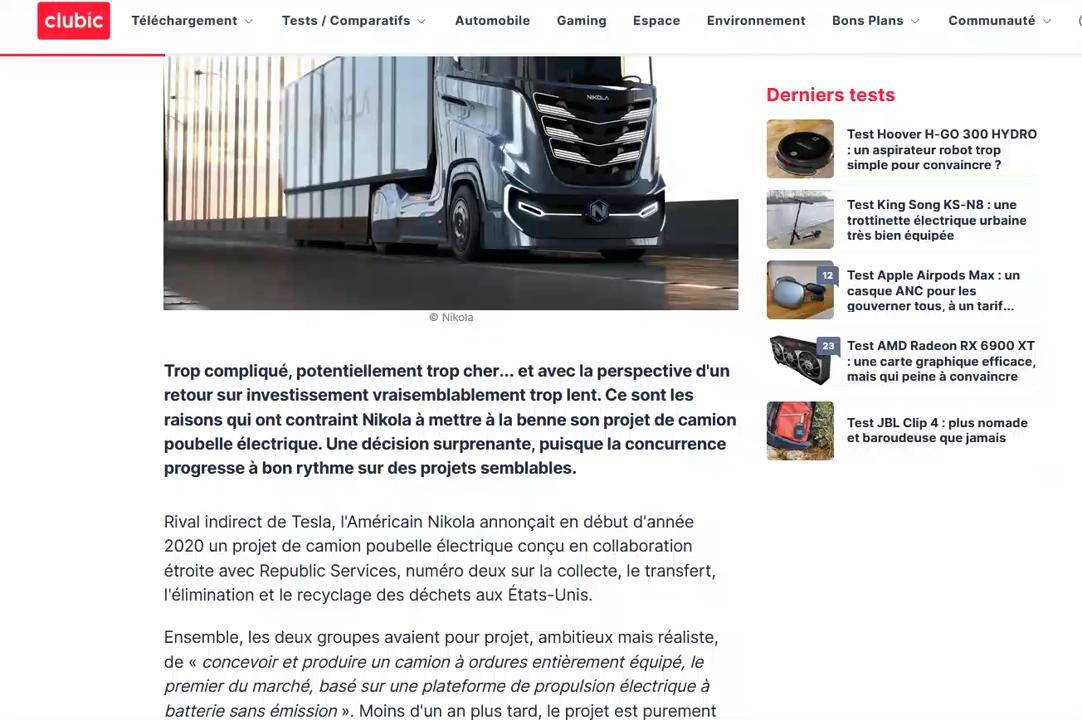 clubic
Téléchargement
Tests / Comparatifs
Automobile
Gaming
Espace
Environnement
Bons Plans
Communauté
NIKOLA
© Nikola
Trop compliqué, potentiellement trop cher... et avec la perspective d'un
retour sur investissement vraisemblablement trop lent. Ce sont les
raisons qui ont contraint Nikola à mettre à la benne son projet de camion
poubelle électrique. Une décision surprenante, puisque la concurrence
progresse à bon rythme sur des projets semblables.
Rival indirect de Tesla, l'Américain Nikola annonçait en début d'année
2020 un projet de camion poubelle électrique conçu en collaboration
étroite avec Republic Services, numéro deux sur la collecte, le transfert,
l'élimination et le recyclage des déchets aux États-Unis.
Ensemble, les deux groupes avaient pour projet, ambitieux mais réaliste,
de « concevoir et produire un camion à ordures entièrement équipé, le
premier du marché, basé sur une plateforme de propulsion électrique à
batterie sans émission ». Moins d'un an plus tard, le projet est purement
Derniers tests
Test Hoover H-GO 300 HYDRO
: un aspirateur robot trop
simple pour convaincre ?
Test King Song KS-N8 : une
trottinette électrique urbaine
très bien équipée
12
Test Apple Airpods Max : un
casque ANC pour les
gouverner tous, à un tarif...
23
Test AMD Radeon RX 6900 XT
: une carte graphique efficace,
mais qui peine à convaincre
Test JBL Clip 4 : plus nomade
et baroudeuse que jamais